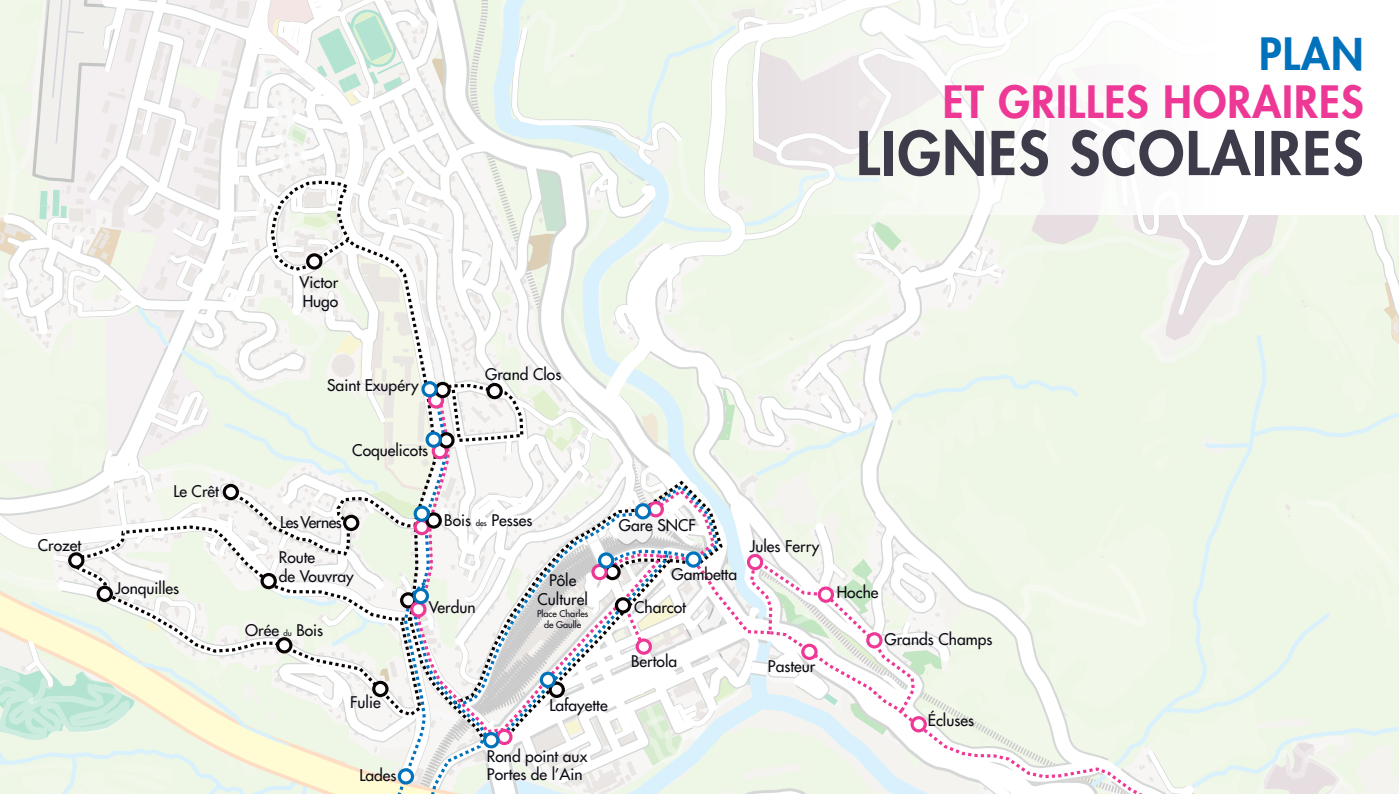 PLAN
ET GRILLES HORAIRES
LIGNES SCOLAIRES
Victor
Hugo
Saint Exupéry
Grand Clos
Coquelicots
Le Crêt
Les Vernes
Bois des Pesses
Gare SNCF
Crozet
Route
de Vouvray
Jonquilles
Jules Ferry
Gambetta
Pôle
Culturel
Place Charles
de Gaulle
Hoche
Verdun
Charcot
Orée du Bois
Grands Champs
Bertola
Pasteur
Fulie
Lafayette
Écluses
Rond point aux
Portes de l'Ain
Lades